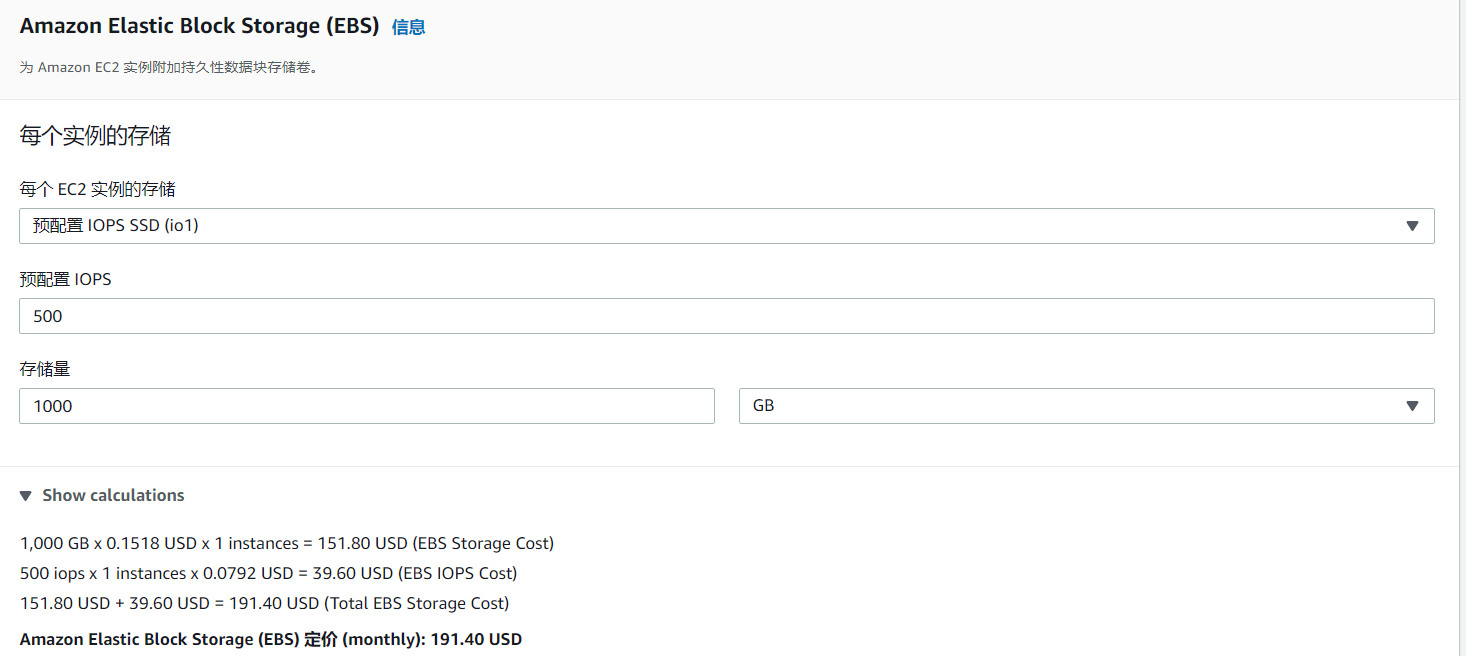 Amazon Elastic Block Storage (EBS) 信息
为 Amazon EC2 实例附加持久性数据块存储卷。
每个实例的存储
每个 EC2 实例的存储
预配置 IOPS SSD (io1)
预配置 IOPS
500
存储量
1000 GB
Show calculations
1,000 GB x 0.1518 USD x 1 instances = 151.80 USD (EBS Storage Cost)
500 iops x 1 instances x 0.0792 USD = 39.60 USD (EBS IOPS Cost)
151.80 USD + 39.60 USD = 191.40 USD (Total EBS Storage Cost)
Amazon Elastic Block Storage (EBS) 定价 (monthly): 191.40 USD